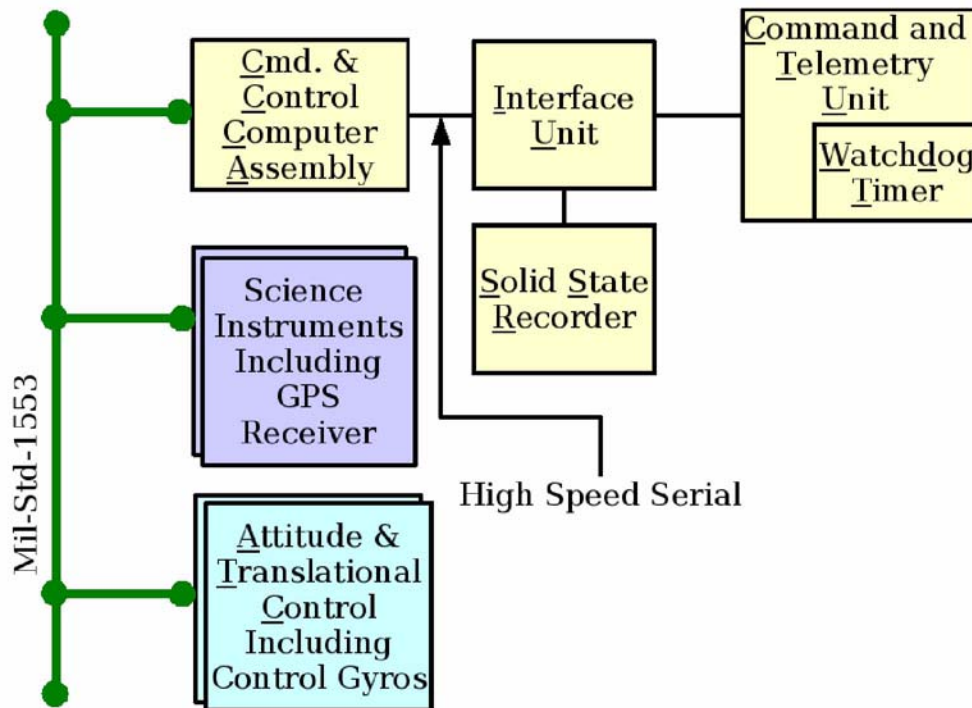 Cmd. &
Control
Computer
Assembly
Interface
Unit
Command and
Telemetry
Unit
Watchdog
Timer
Solid State
Recorder
Science
Instruments
Including
GPS
Receiver
High Speed Serial
Mil-Std-1553
Attitude &
Translational
Control
Including
Control Gyros